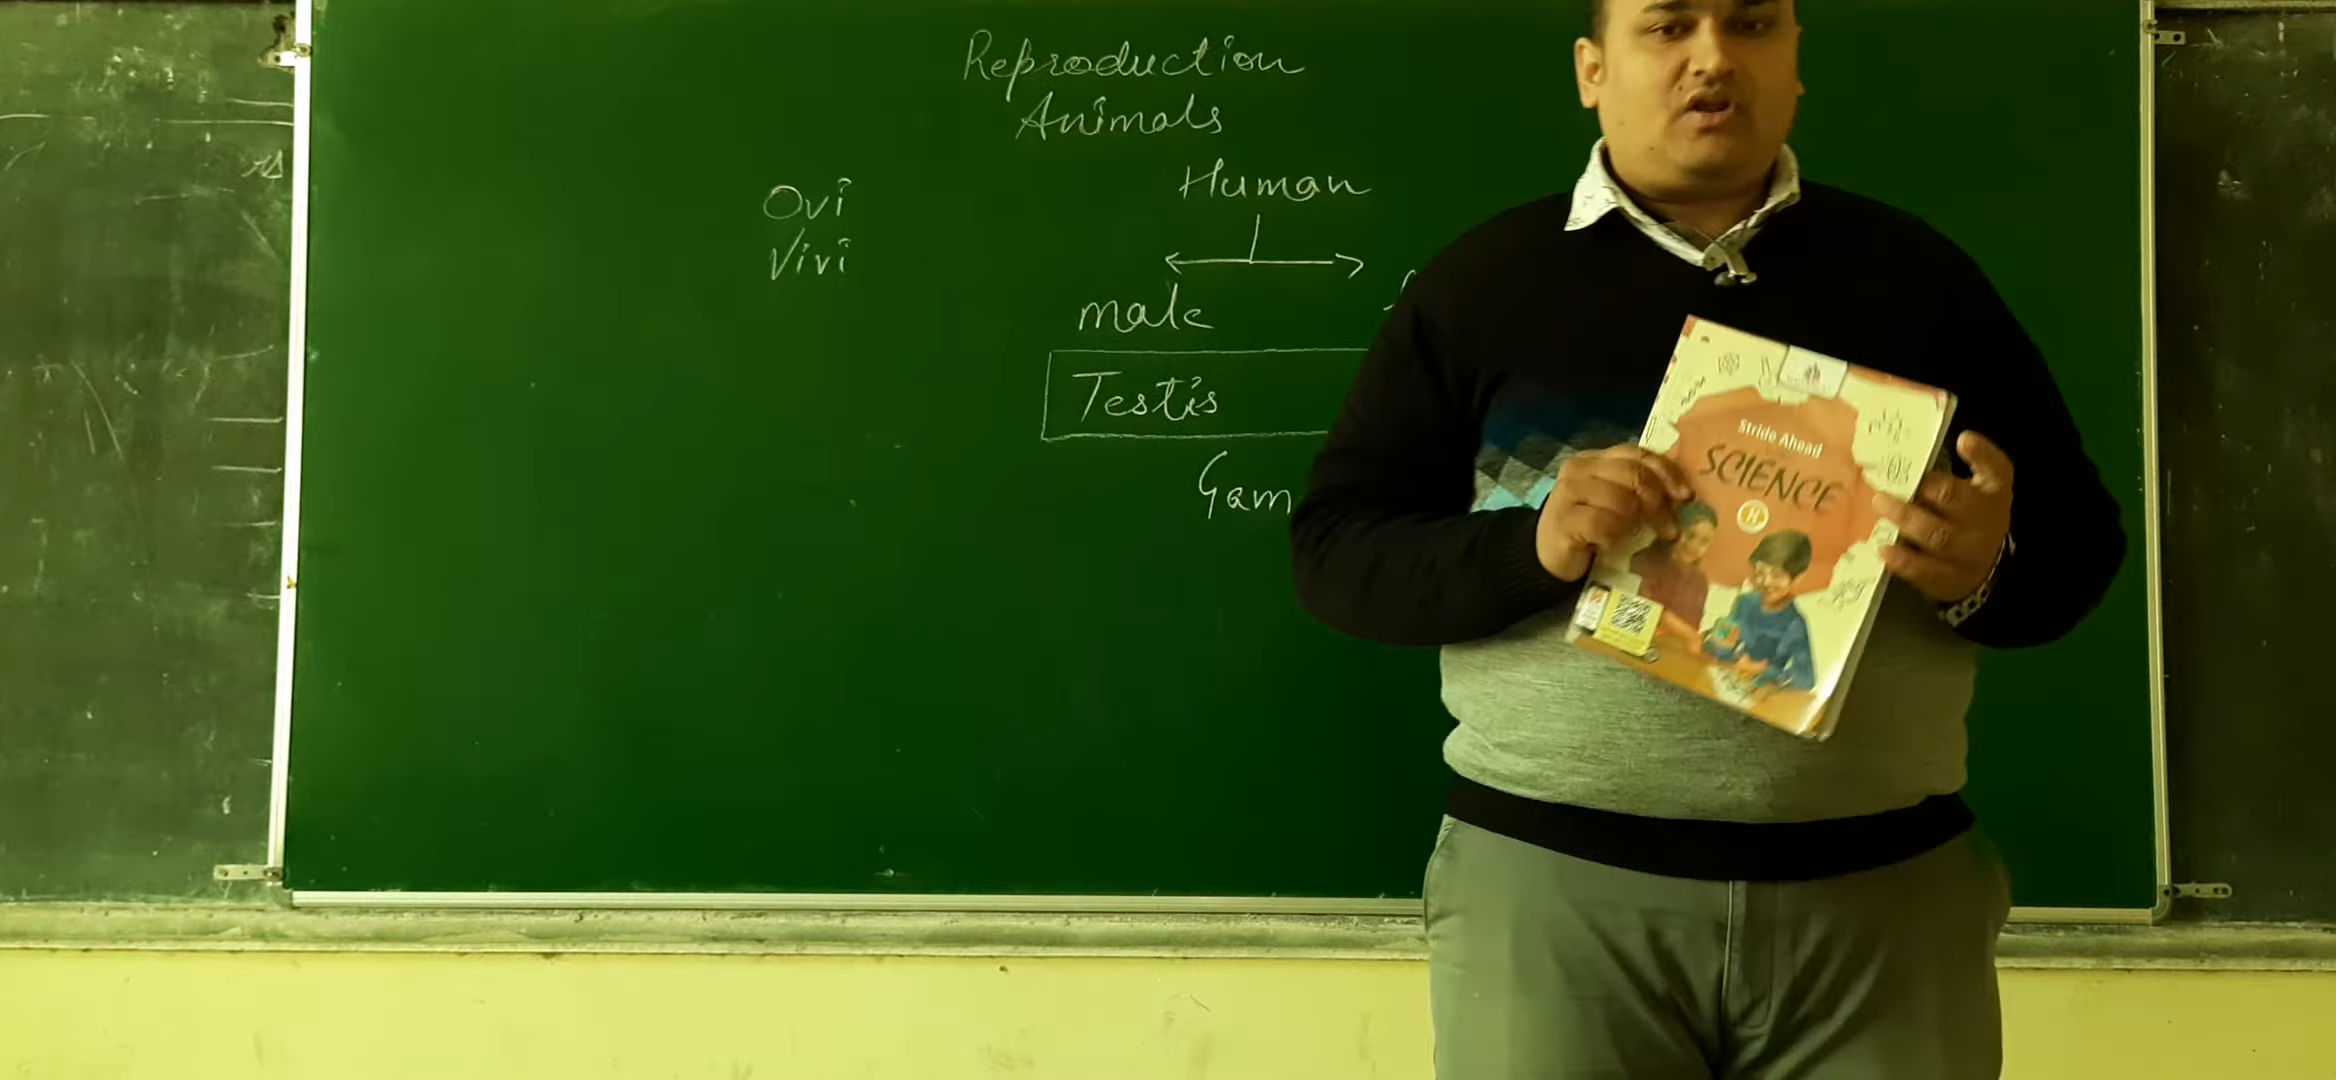 Reproduction
Animals
Human
Ovi
Vivi
male
Testis
Gam
Stride Ahead
SCIENCE